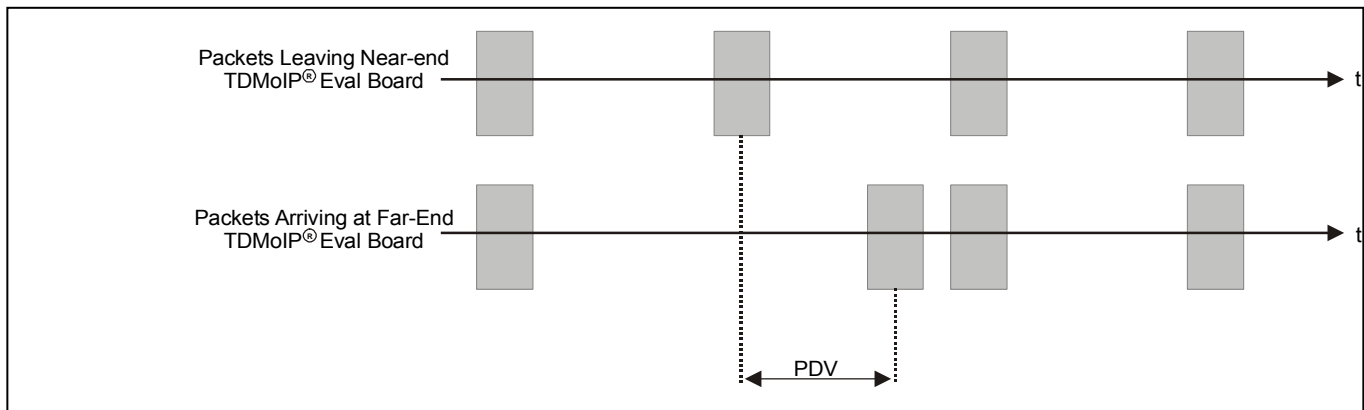 Packets Leaving Near-end
TDMoIP® Eval Board
t
Packets Arriving at Far-End
TDMoIP® Eval Board
t
PDV